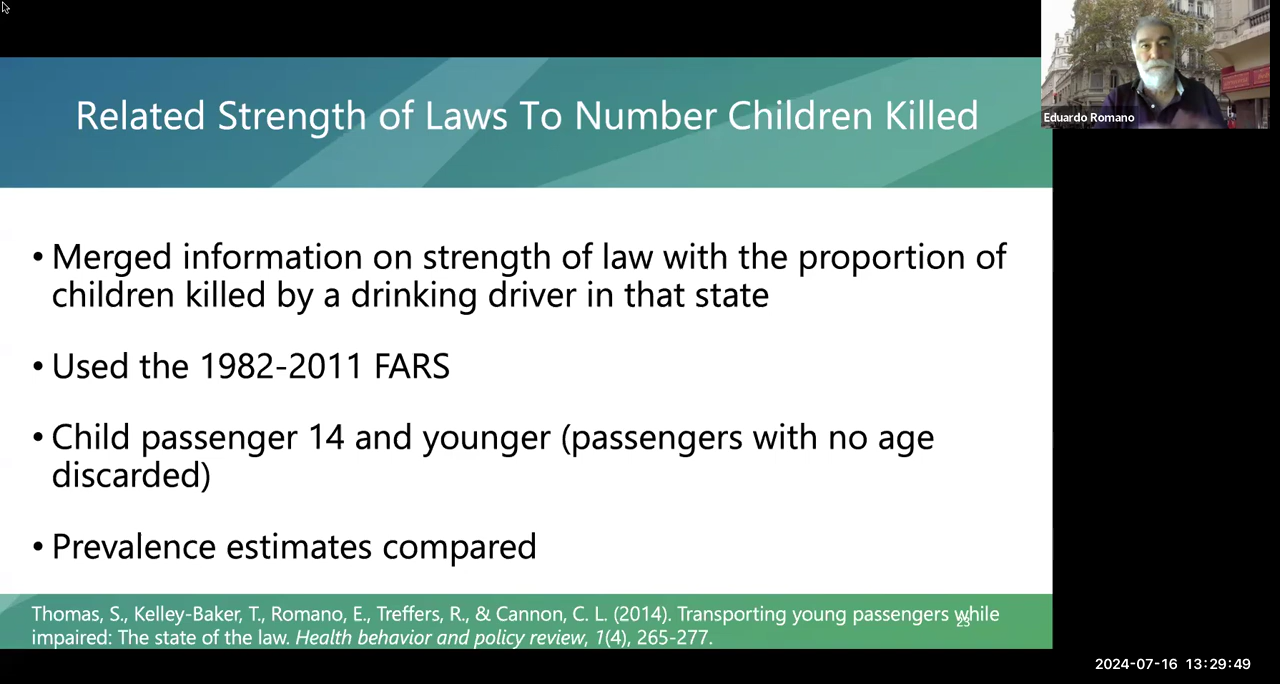 Related Strength of Laws To Number Children Killed
Eduardo Romano
• Merged information on strength of law with the proportion of
children killed by a drinking driver in that state
• Used the 1982-2011 FARS
• Child passenger 14 and younger (passengers with no age
discarded)
• Prevalence estimates compared
Thomas, S., Kelley-Baker, T., Romano, E., Treffers, R., & Cannon, C. L. (2014). Transporting young passengers while
impaired: The state of the law. Health behavior and policy review, 1(4), 265-277.
2024-07-16 13:29:49